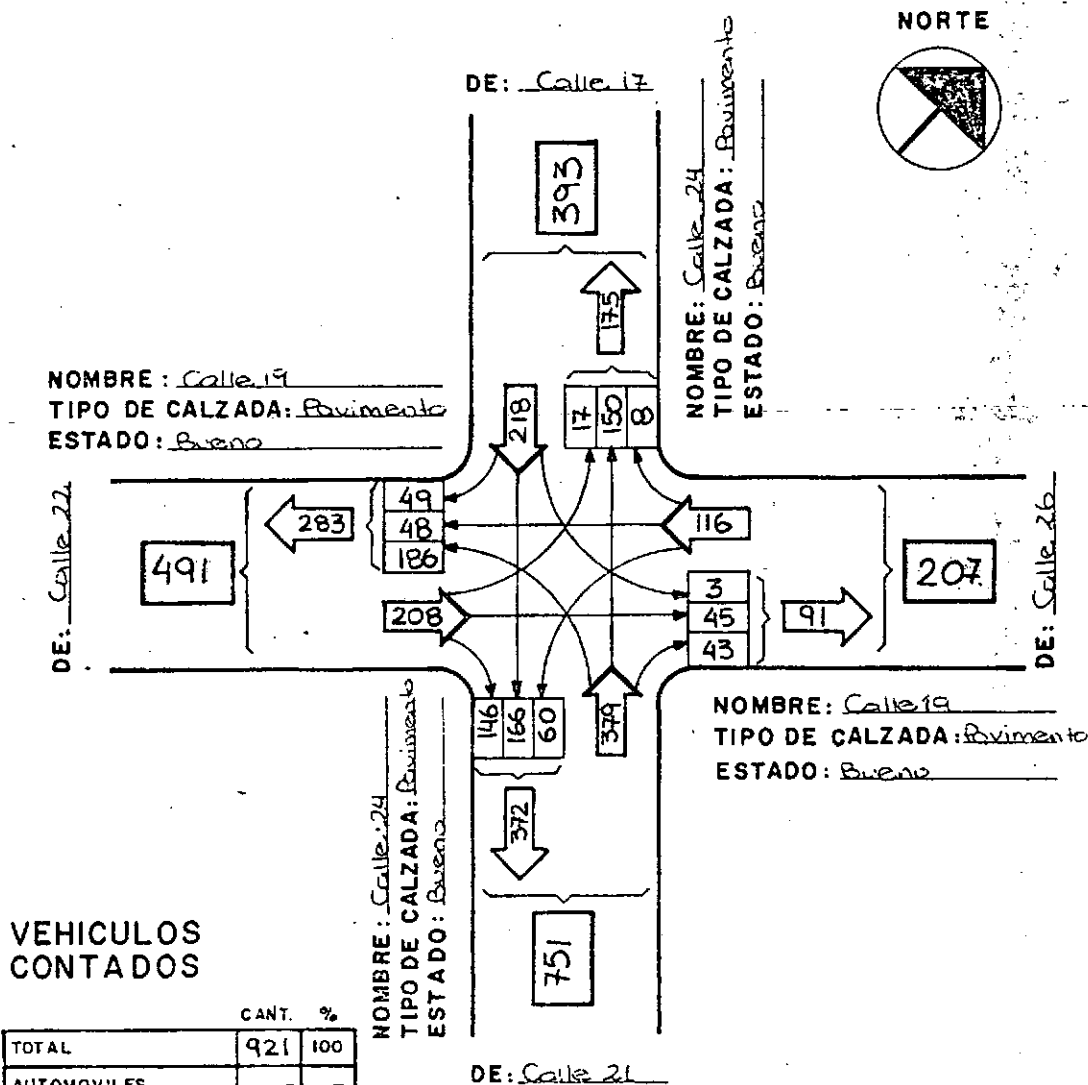 NORTE
DE: Calle 17
393
175
NOMBRE: Calle 24
TIPO DE CALZADA: Pavimento
ESTADO: Bueno
NOMBRE: Calle 19
TIPO DE CALZADA: Pavimento
ESTADO: Bueno
218
17 150 8
DE: Calle 22
491
283
49
48
186
116
208
3
45
43
91
207
DE: Calle 26
146 166 60
379
372
751
NOMBRE: Calle 19
TIPO DE CALZADA: Pavimento
ESTADO: Bueno
NOMBRE: Calle 24
TIPO DE CALZADA: Pavimento
ESTADO: Bueno
VEHICULOS
CONTADOS
CANT. %
TOTAL 921 100
AUTOMOVILES - -
DE: Calle 21